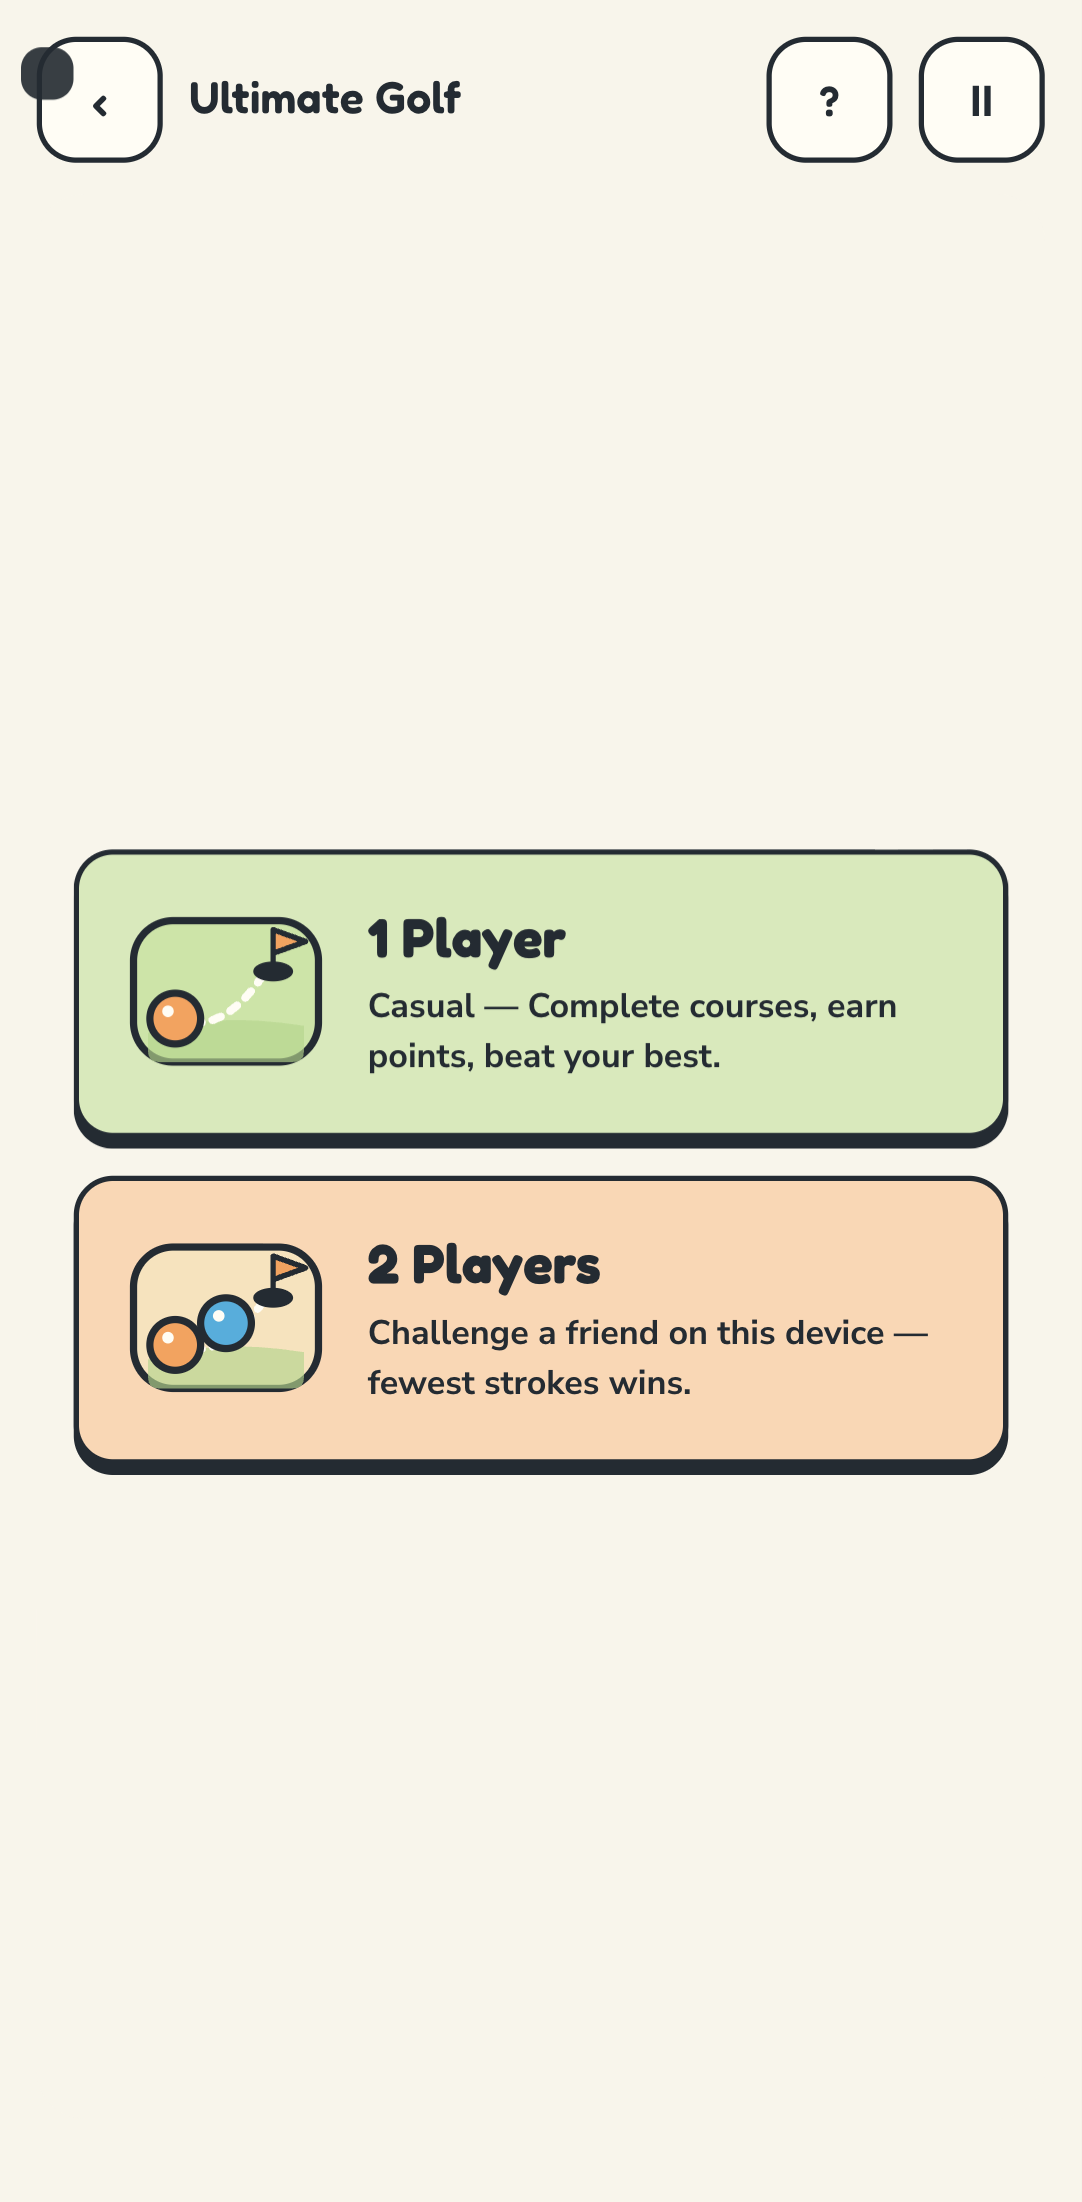 ‹ Ultimate Golf ? II
1 Player
Casual — Complete courses, earn
points, beat your best.
2 Players
Challenge a friend on this device —
fewest strokes wins.